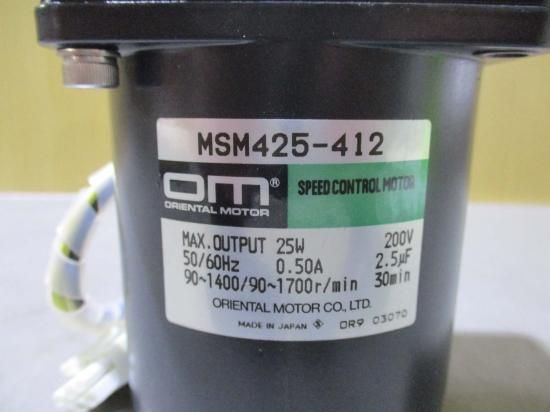 MSM425-412
OM®
ORIENTAL MOTOR
SPEED CONTROL MOTOR
MAX.OUTPUT 25W 200V
50/60Hz 0.50A 2.5μF
90~1400/90~1700r/min 30min
ORIENTAL MOTOR CO., LTD.
MADE IN JAPAN S OR9 03070